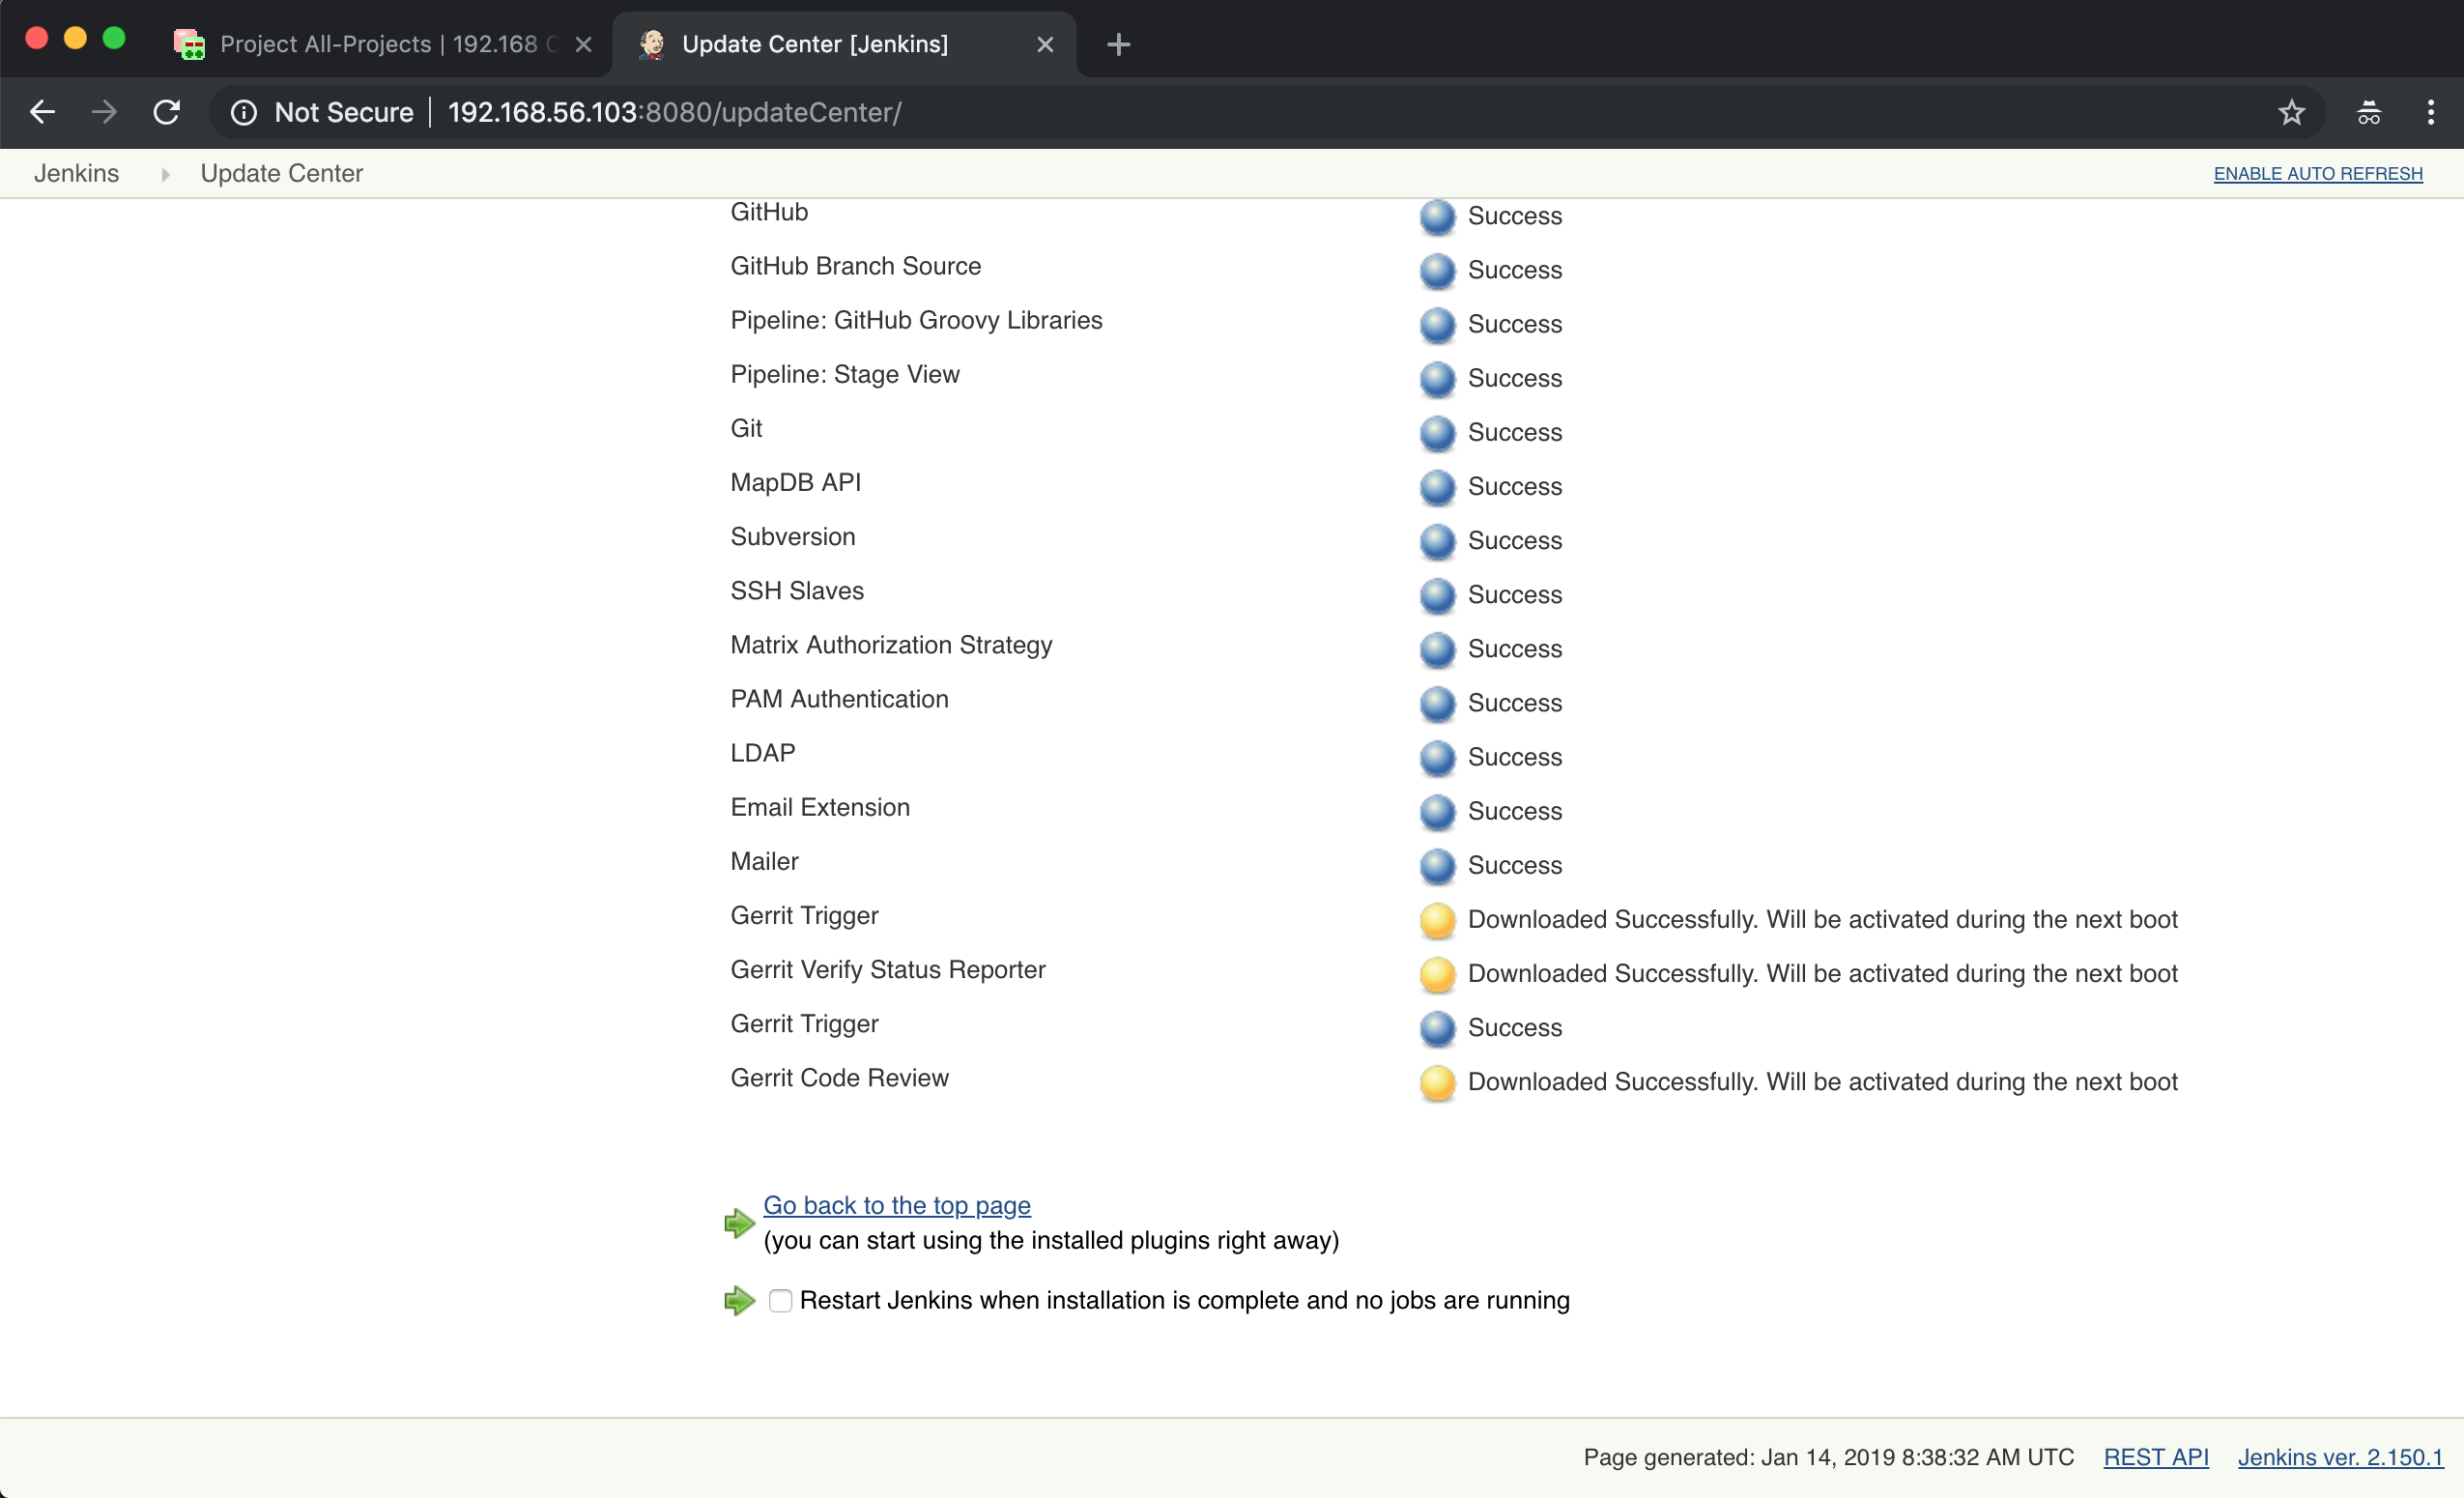 Project All-Projects | 192.168
Update Center [Jenkins]
Not Secure | 192.168.56.103:8080/updateCenter/
Jenkins Update Center ENABLE AUTO REFRESH
GitHub Success
GitHub Branch Source Success
Pipeline: GitHub Groovy Libraries Success
Pipeline: Stage View Success
Git Success
MapDB API Success
Subversion Success
SSH Slaves Success
Matrix Authorization Strategy Success
PAM Authentication Success
LDAP Success
Email Extension Success
Mailer Success
Gerrit Trigger Downloaded Successfully. Will be activated during the next boot
Gerrit Verify Status Reporter Downloaded Successfully. Will be activated during the next boot
Gerrit Trigger Success
Gerrit Code Review Downloaded Successfully. Will be activated during the next boot
Go back to the top page
(you can start using the installed plugins right away)
Restart Jenkins when installation is complete and no jobs are running
Page generated: Jan 14, 2019 8:38:32 AM UTC REST API Jenkins ver. 2.150.1